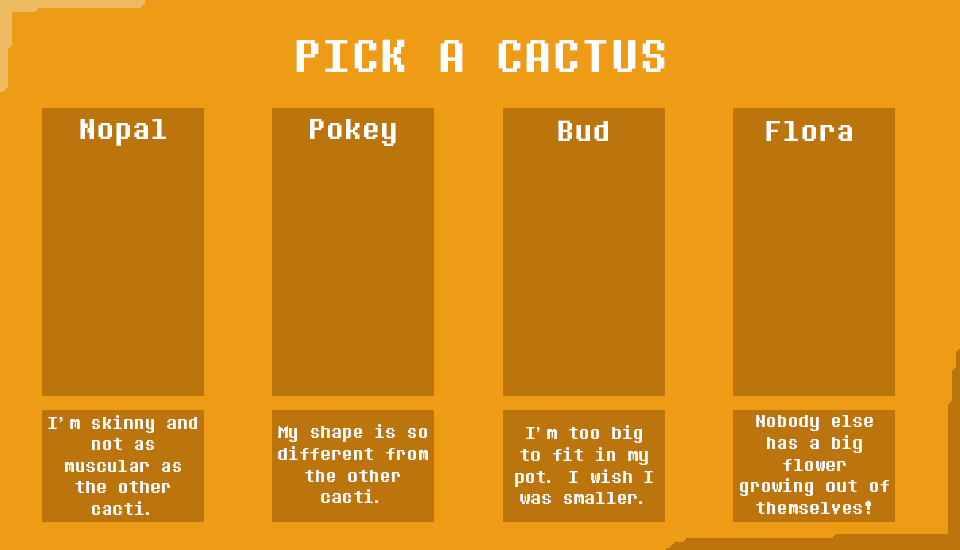 PICK A CACTUS
Nopal
Pokey
Bud
Flora
I'm skinny and
not as
muscular as
the other
cacti.
My shape is so
different from
the other
cacti.
I'm too big
to fit in my
pot. I wish I
was smaller.
Nobody else
has a big
flower
growing out of
themselves!